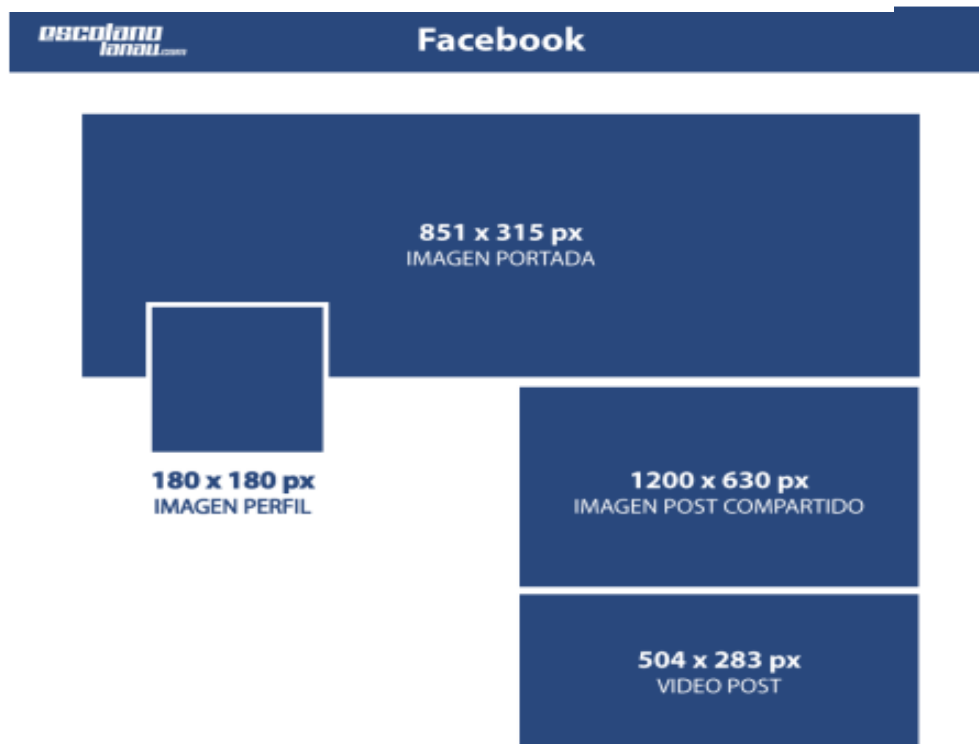 escolano
lanau.com
Facebook
851 x 315 px
IMAGEN PORTADA
180 x 180 px
IMAGEN PERFIL
1200 x 630 px
IMAGEN POST COMPARTIDO
504 x 283 px
VIDEO POST